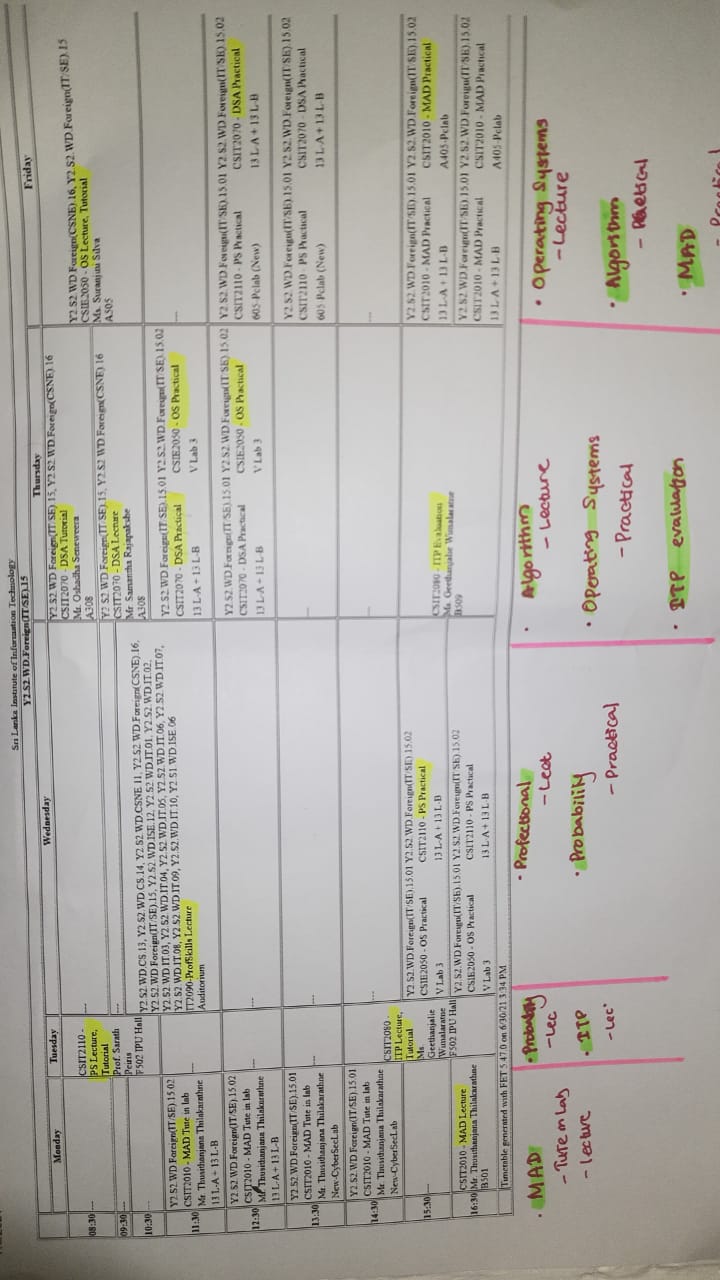 Sri Lanka Institute of Information Technology
Y2.S2.WD.Foreign(IT/SE).15
Monday Tuesday Wednesday Thursday Friday
08:30
---
CSIT2110 -
PS Lecture,
Tutorial
Prof. Sarath
Peiris
F502 IPU Hall
---
Y2.S2.WD.Foreign(IT/SE).15, Y2.S2.WD.Foreign(CSNE).16
CSIT2070 - DSA Tutorial
Mr. Oshadha Seneweera
A308
Y2.S2.WD.Foreign(CSNE).16, Y2.S2.WD.Foreign(IT/SE).15
CSIE2050 - OS Lecture, Tutorial
Ms. Suranjini Silva
A505
09:30
---
---
Y2.S2.WD.Foreign(IT/SE).15, Y2.S2.WD.Foreign(CSNE).16
CSIT2070 - DSA Lecture
Mr Samantha Rajapakshe
A308
10:30
---
Y2.S2.WD.CS.13, Y2.S2.WD.CS.14, Y2.S2.WD.CSNE.11, Y2.S2.WD.Foreign(CSNE).16,
Y2.S2.WD.Foreign(IT/SE).15, Y2.S2.WD.ISE.12, Y2.S2.WD.IT.01, Y2.S2.WD.IT.02,
Y2.S2.WD.IT.03, Y2.S2.WD.IT.04, Y2.S2.WD.IT.05, Y2.S2.WD.IT.06, Y2.S2.WD.IT.07,
Y2.S2.WD.IT.08, Y2.S2.WD.IT.09, Y2.S2.WD.IT.10, Y2.S1.WD.ISE.06
IT2090-ProfSkills Lecture
Auditorium
11:30
Y2.S2.WD.Foreign(IT/SE).15.02
CSIT2010 - MAD Tute in lab
Mr. Thusithanjana Thilakarathne
13 L-A + 13 L-B
---
Y2.S2.WD.Foreign(IT/SE).15.01 Y2.S2.WD.Foreign(IT/SE).15.02
CSIT2070 - DSA Practical CSIE2050 - OS Practical
13 L-A + 13 L-B V Lab 3
---
12:30
Y2.S2.WD.Foreign(IT/SE).15.02
CSIT2010 - MAD Tute in lab
Mr. Thusithanjana Thilakarathne
13 L-A + 13 L-B
---
---
Y2.S2.WD.Foreign(IT/SE).15.01 Y2.S2.WD.Foreign(IT/SE).15.02
CSIT2070 - DSA Practical CSIE2050 - OS Practical
13 L-A + 13 L-B V Lab 3
Y2.S2.WD.Foreign(IT/SE).15.01 Y2.S2.WD.Foreign(IT/SE).15.02
CSIT2110 - PS Practical CSIT2070 - DSA Practical
605-Pclab (New) 13 L-A + 13 L-B
13:30
Y2.S2.WD.Foreign(IT/SE).15.01
CSIT2010 - MAD Tute in lab
Mr. Thusithanjana Thilakarathne
New-CyberSecLab
---
---
---
Y2.S2.WD.Foreign(IT/SE).15.01 Y2.S2.WD.Foreign(IT/SE).15.02
CSIT2110 - PS Practical CSIT2070 - DSA Practical
605-Pclab (New) 13 L-A + 13 L-B
14:30
Y2.S2.WD.Foreign(IT/SE).15.01
CSIT2010 - MAD Tute in lab
Mr. Thusithanjana Thilakarathne
New-CyberSecLab
CSIT2080 -
ITP Lecture,
Tutorial
Ms.
Geethanjalie
Wimalaratne
F502 IPU Hall
---
---
---
15:30
---
Y2.S2.WD.Foreign(IT/SE).15.01 Y2.S2.WD.Foreign(IT/SE).15.02
CSIE2050 - OS Practical CSIT2110 - PS Practical
V Lab 3 13 L-A + 13 L-B
CSIT2080 - ITP Evaluation
Ms. Geethanjalie Wimalaratne
B509
Y2.S2.WD.Foreign(IT/SE).15.01 Y2.S2.WD.Foreign(IT/SE).15.02
CSIT2010 - MAD Practical CSIT2010 - MAD Practical
13 L-A + 13 L-B A405-Pclab
16:30
CSIT2010 - MAD Lecture
Mr. Thusithanjana Thilakarathne
B501
Y2.S2.WD.Foreign(IT/SE).15.01 Y2.S2.WD.Foreign(IT/SE).15.02
CSIE2050 - OS Practical CSIT2110 - PS Practical
V Lab 3 13 L-A + 13 L-B
Y2.S2.WD.Foreign(IT/SE).15.01 Y2.S2.WD.Foreign(IT/SE).15.02
CSIT2010 - MAD Practical CSIT2010 - MAD Practical
13 L-A + 13 L-B A405-Pclab
Timetable generated with FET 5.47.0 on 6/30/21 3:34 PM
• MAD
- Tute in Lab
- lecture
• Probability
- Lec
• ITP
- Lec
• Profectional
- Lect
• Probability
- Practical
• Algorithm
- Lecture
• Operating Systems
- Practical
• ITP evaluation
• Operating Systems
- Lecture
• Algorithm
- Practical
• MAD
- Practical